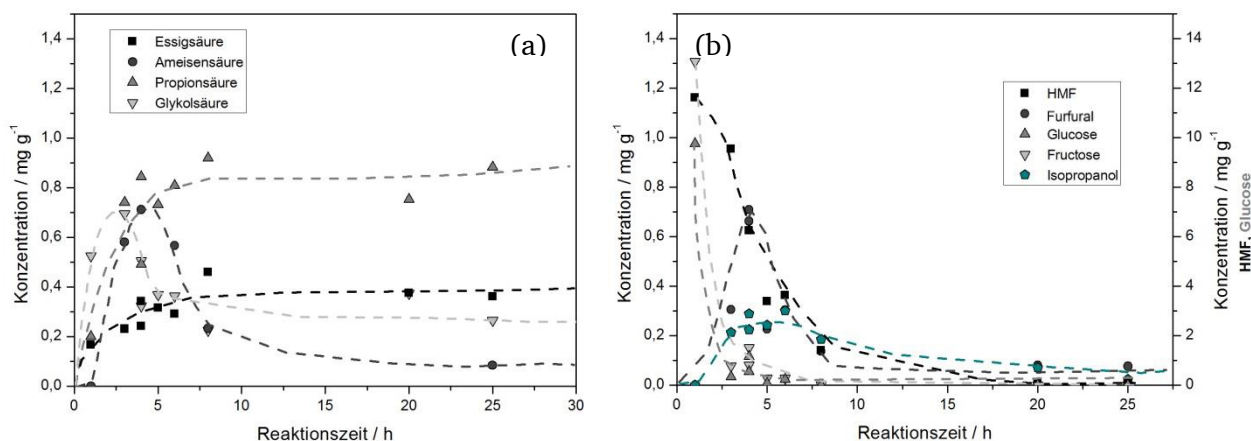 (a)
Essigsäure
Ameisensäure
Propionsäure
Glykolsäure
Konzentration / mg g⁻¹
1,4
1,2
1,0
0,8
0,6
0,4
0,2
0,0
0 5 10 15 20 25 30
Reaktionszeit / h
(b)
HMF
Furfural
Glucose
Fructose
Isopropanol
Konzentration / mg g⁻¹
1,4
1,2
1,0
0,8
0,6
0,4
0,2
0,0
0 5 10 15 20 25
Reaktionszeit / h
14
12
10
8
6
4
2
0
Konzentration / mg g⁻¹
HMF, Glucose